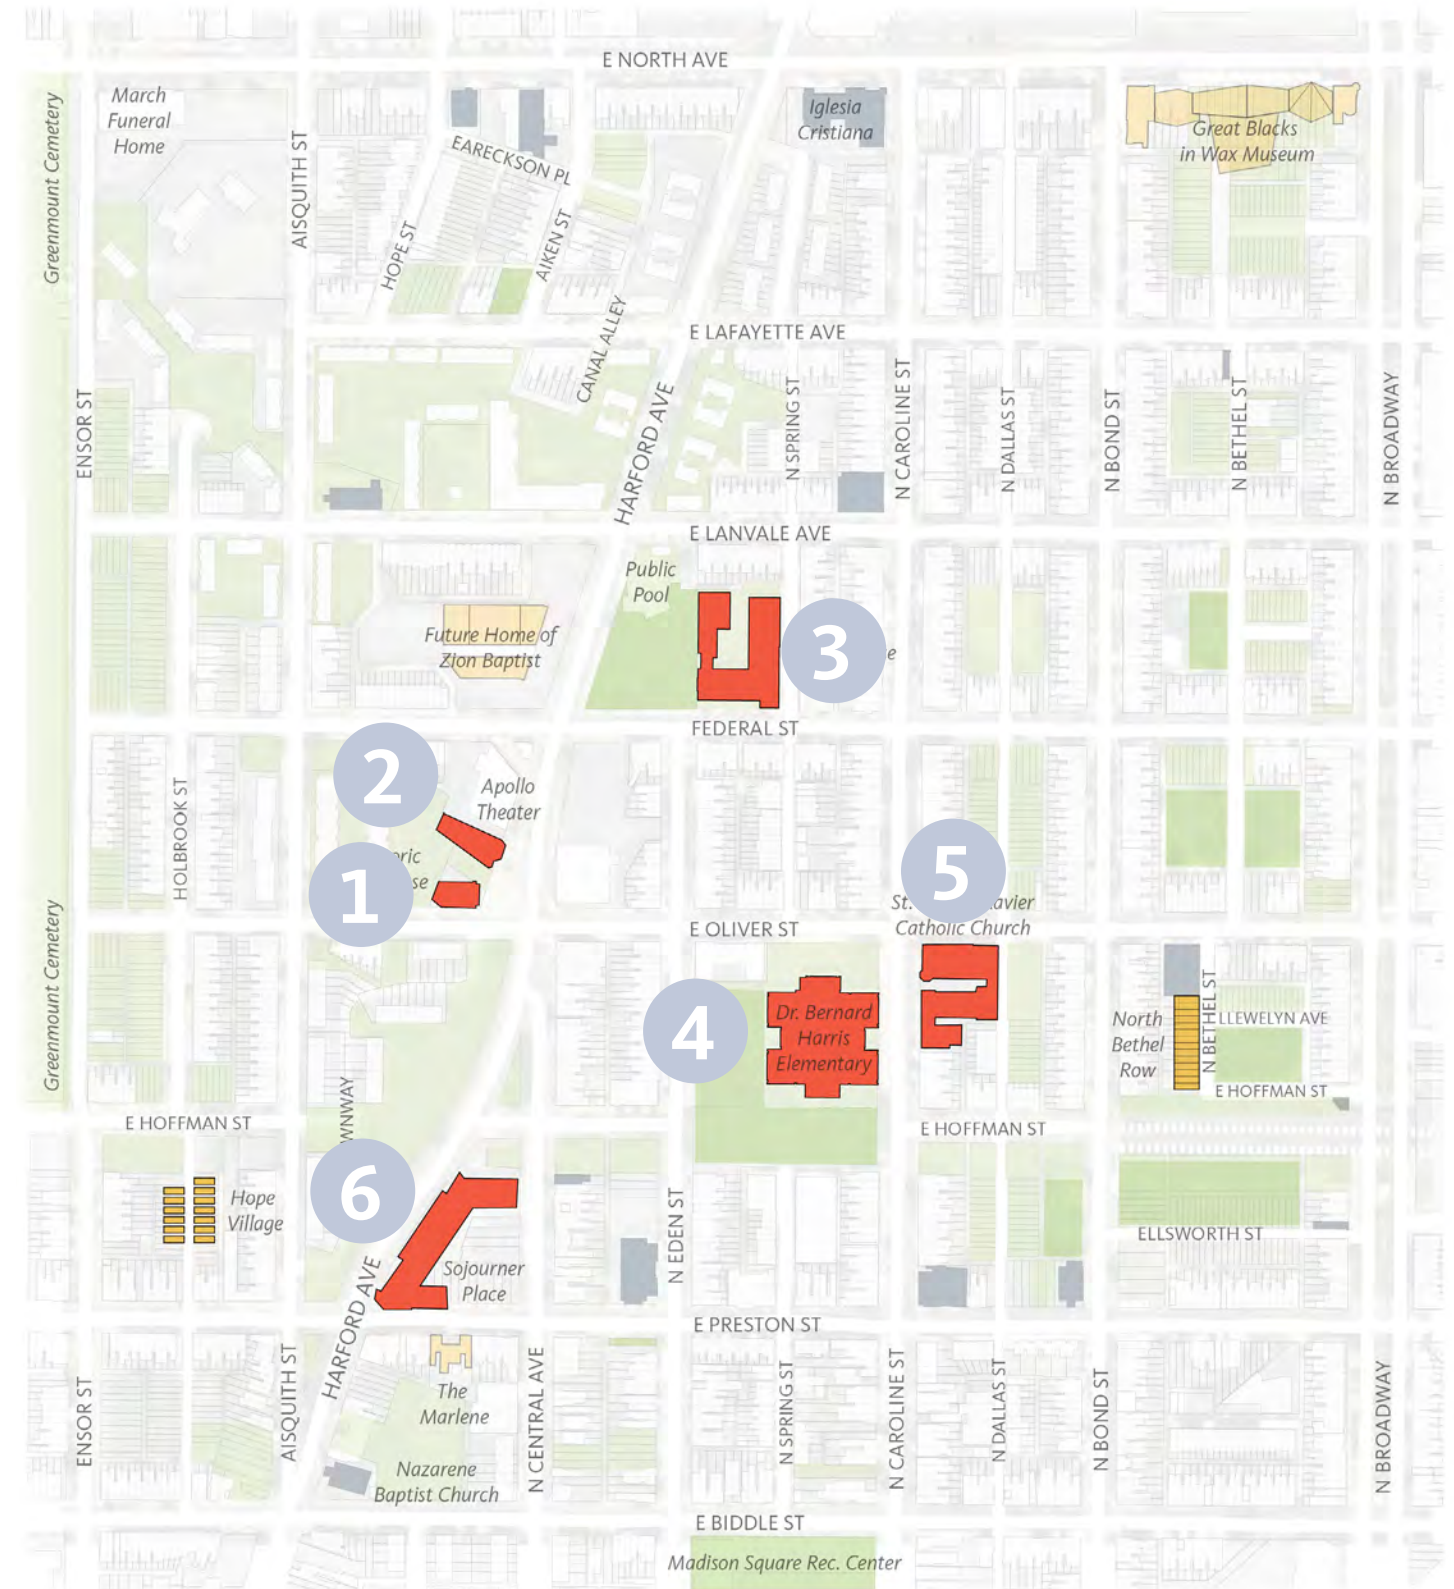 E NORTH AVE
March
Funeral
Home
Greenmount Cemetery
AISQUITH ST
EARECKSON PL
HOPE ST
AIKEN ST
Iglesia
Cristiana
Great Blacks
in Wax Museum
CANAL ALLEY
E LAFAYETTE AVE
ENSOR ST
HARFORD AVE
N SPRING ST
N CAROLINE ST
N DALLAS ST
N BOND ST
N BETHEL ST
N BROADWAY
E LANVALE AVE
Public
Pool
Future Home of
Zion Baptist
3
e
FEDERAL ST
2
Apollo
Theater
HOLBROOK ST
oric
se
1
5
St.
avier
Catholic Church
E OLIVER ST
Greenmount Cemetery
4
Dr. Bernard
Harris
Elementary
North
Bethel
Row
N BETHEL ST
LLEWELYN AVE
E HOFFMAN ST
WNWAY
E HOFFMAN ST
E HOFFMAN ST
6
Hope
Village
Sojourner
Place
HARFORD AVE
N EDEN ST
ELLSWORTH ST
E PRESTON ST
ENSOR ST
AISQUITH ST
The
Marlene
N CENTRAL AVE
N SPRING ST
N CAROLINE ST
N DALLAS ST
N BOND ST
N BROADWAY
Nazarene
Baptist Church
E BIDDLE ST
Madison Square Rec. Center